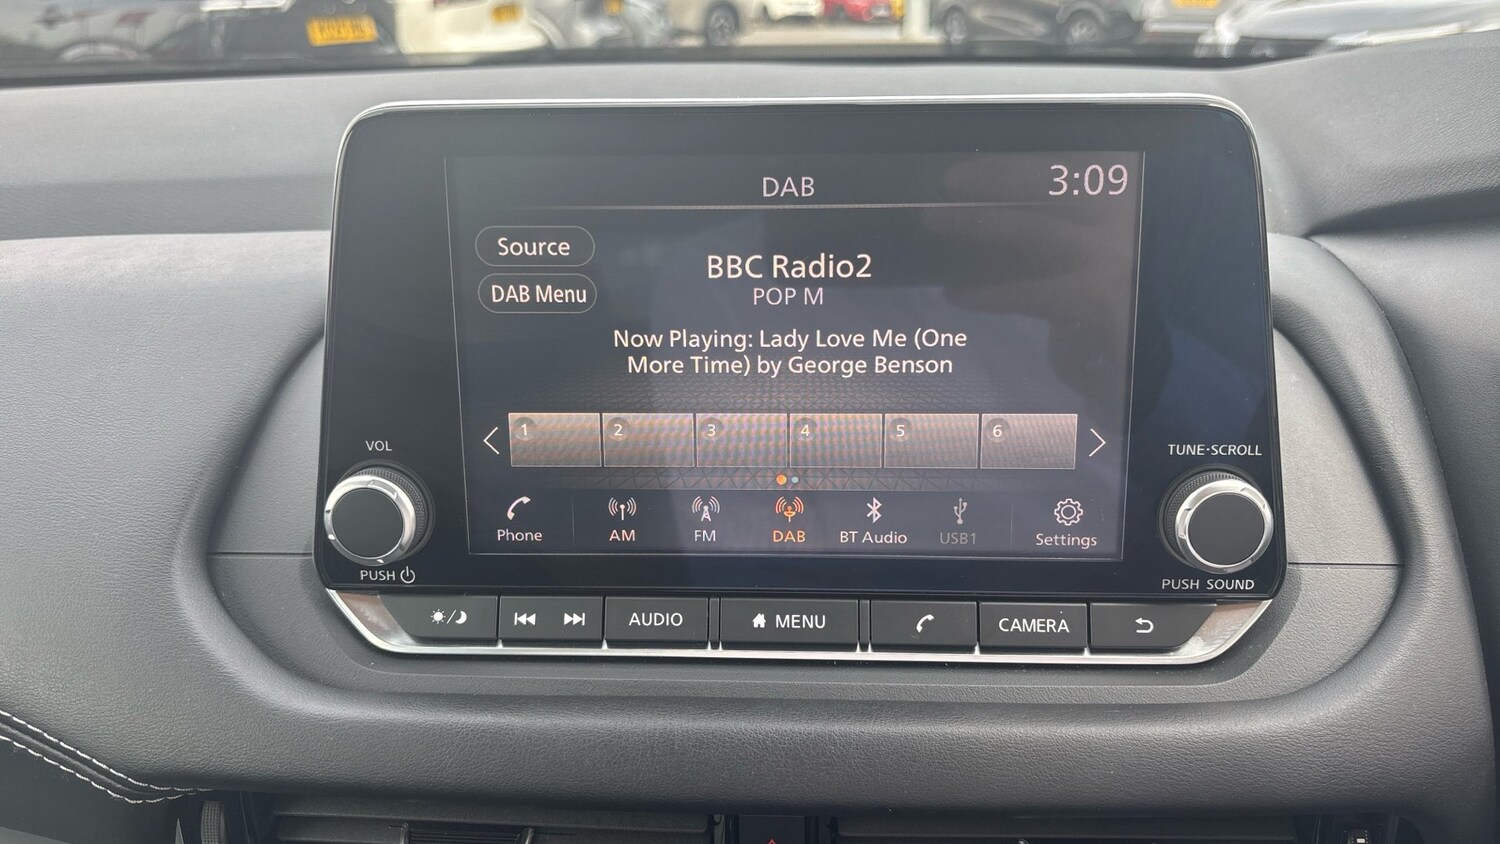 DAB
3:09
Source
DAB Menu
BBC Radio2
POP M
Now Playing: Lady Love Me (One
More Time) by George Benson
1 2 3 4 5 6
VOL
TUNE·SCROLL
Phone AM FM DAB BT Audio USB1 Settings
PUSH
PUSH SOUND
AUDIO MENU CAMERA